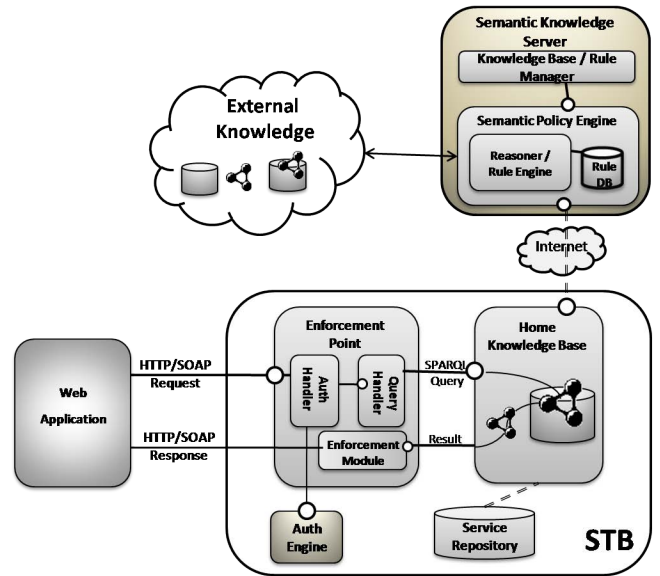 Semantic Knowledge
Server
Knowledge Base / Rule
Manager
External
Knowledge
Semantic Policy Engine
Reasoner /
Rule Engine
Rule
DB
Internet
Enforcement
Point
Home
Knowledge Base
Web
Application
HTTP/SOAP
Request
Auth
Handler
Query
Handler
SPARQL
Query
HTTP/SOAP
Response
Enforcement
Module
Result
Auth
Engine
Service
Repository
STB